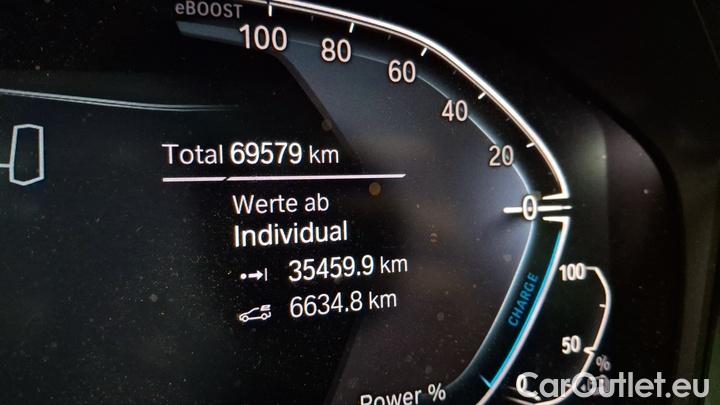 eBOOST
100
80
60
40
20
0
Total 69579 km
Werte ab
Individual
35459.9 km
6634.8 km
CHARGE
100
50
%
0
Power %
CarOutlet.eu